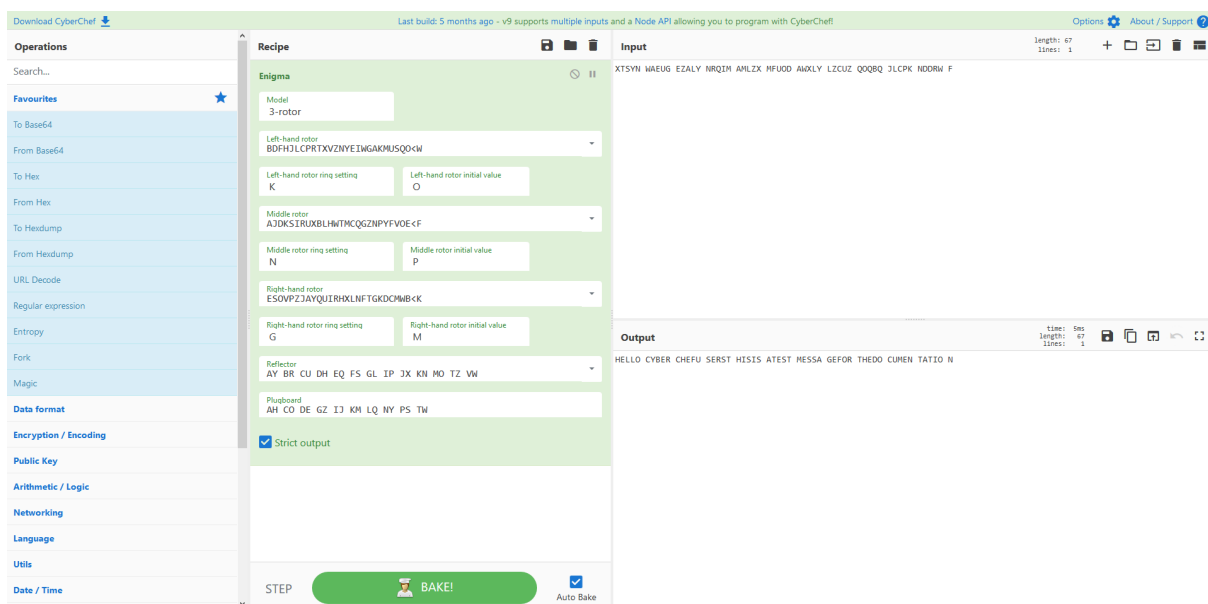 Download CyberChef
Last build: 5 months ago - v9 supports multiple inputs and a Node API allowing you to program with CyberChef!
Options
About / Support
Operations
Search...
Favourites
To Base64
From Base64
To Hex
From Hex
To Hexdump
From Hexdump
URL Decode
Regular expression
Entropy
Fork
Magic
Data format
Encryption / Encoding
Public Key
Arithmetic / Logic
Networking
Language
Utils
Date / Time
Recipe
Enigma
Model
3-rotor
Left-hand rotor
BDFHJLCPRTXVZNYEIWGAKMUSQO<W
Left-hand rotor ring setting
K
Left-hand rotor initial value
O
Middle rotor
AJDKSIRUXBLHWTMCQGZNPYFVOE<F
Middle rotor ring setting
N
Middle rotor initial value
P
Right-hand rotor
ESOVPZJAYQUIRHXLNFTGKDCMWB<K
Right-hand rotor ring setting
G
Right-hand rotor initial value
M
Reflector
AY BR CU DH EQ FS GL IP JX KN MO TZ VW
Plugboard
AH CO DE GZ IJ KM LQ NY PS TW
Strict output
STEP
BAKE!
Auto Bake
Input
length: 67
lines: 1
XTSYN WAEUG EZALY NRQIM AMLZX MFUOD AWXLY LZCUZ QOQBQ JLCPK NDDRW F
Output
time: 5ms
length: 67
lines: 1
HELLO CYBER CHEFU SERST HISIS ATEST MESSA GEFOR THEDO CUMEN TATIO N